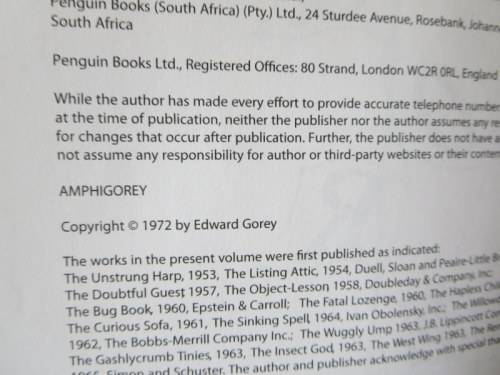 Penguin Books (South Africa) (Pty.) Ltd., 24 Sturdee Avenue, Rosebank,
South Africa
Penguin Books Ltd., Registered Offices: 80 Strand, London WC2R 0RL, England
While the author has made every effort to provide accurate telephone
at the time of publication, neither the publisher nor the author assumes any
for changes that occur after publication. Further, the publisher does not have
not assume any responsibility for author or third-party websites or their
AMPHIGOREY
Copyright © 1972 by Edward Gorey
The works in the present volume were first published as indicated:
The Unstrung Harp, 1953, The Listing Attic, 1954, Duell, Sloan and
The Doubtful Guest 1957, The Object-Lesson 1958, Doubleday & Company, Inc:
The Bug Book, 1960, Epstein & Carroll; The Fatal Lozenge, 1960, The Hapless
The Curious Sofa, 1961, The Sinking Spell, 1964, Ivan Obolensky, Inc.; The
1962, The Bobbs-Merrill Company Inc.; The Wuggly Ump 1963. J.B. Lippincott
The Gashlycrumb Tinies, 1963, The Insect God, 1963, The West Wing 1963. The
Simon and Schuster. The author and publisher acknowledge with special